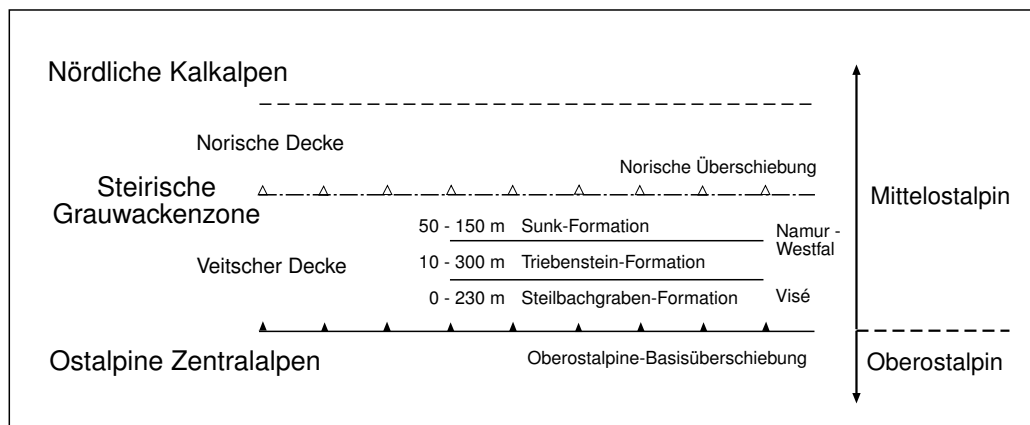 Nördliche Kalkalpen
Norische Decke
Norische Überschiebung
Steirische
Grauwackenzone
Mittelostalpin
50 - 150 m Sunk-Formation
Namur -
Westfal
Veitscher Decke
10 - 300 m Triebenstein-Formation
0 - 230 m Steilbachgraben-Formation
Visé
Ostalpine Zentralalpen
Oberostalpine-Basisüberschiebung
Oberostalpin